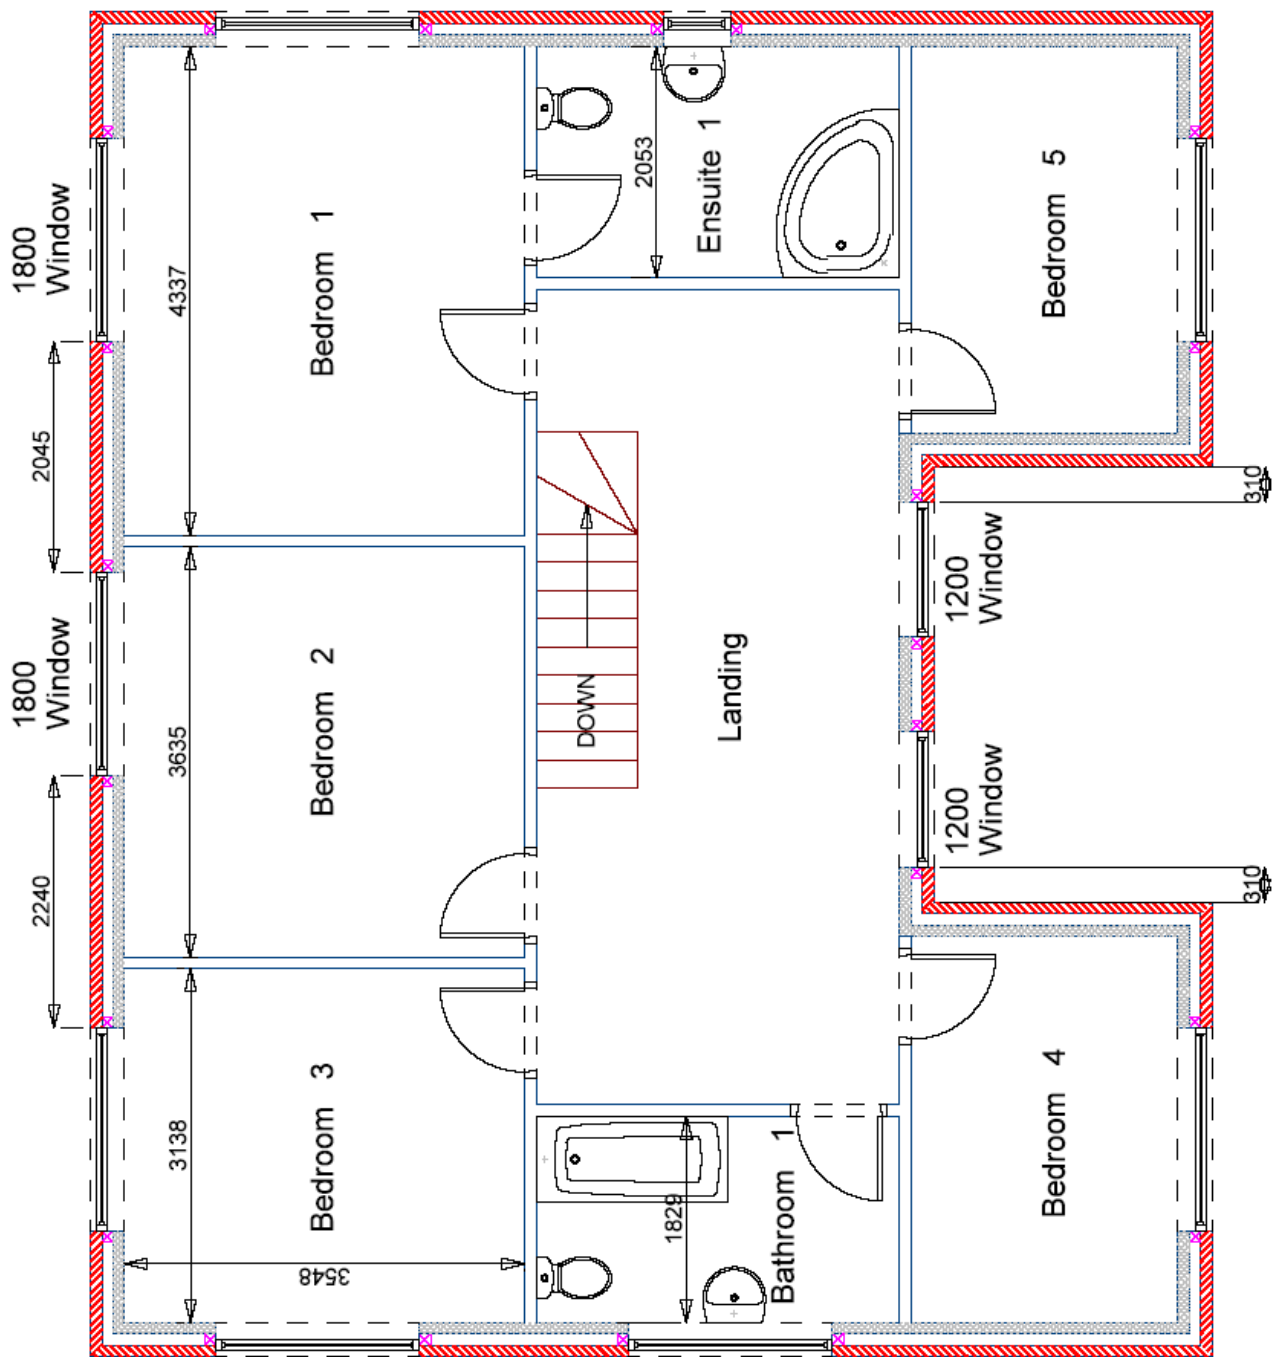 1800
Window
2045
1800
Window
2240
4337
Bedroom 1
2053
Ensuite 1
Bedroom 5
3635
Bedroom 2
DOWN
Landing
310
1200
Window
1200
Window
310
3138
Bedroom 3
3548
1829
Bathroom 1
Bedroom 4